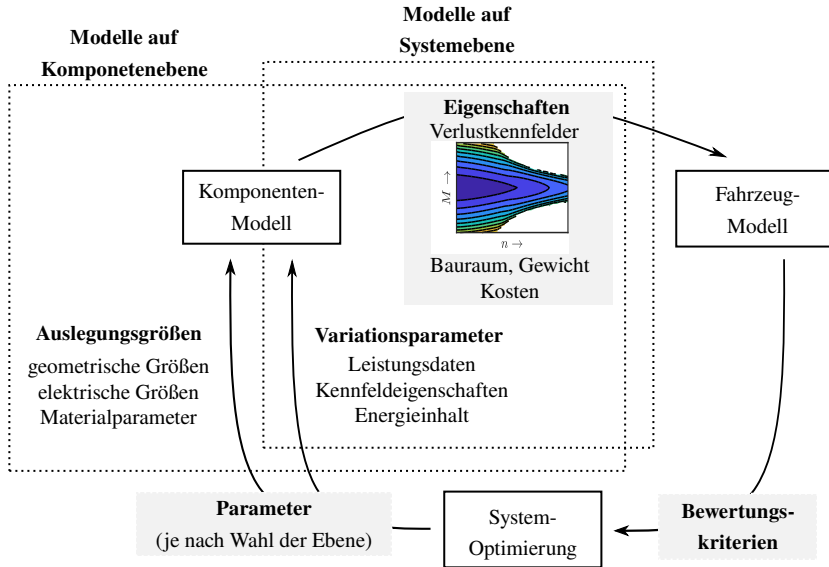 Modelle auf
Systemebene
Modelle auf
Komponetenebene
Eigenschaften
Verlustkennfelder
M →
n →
Bauraum, Gewicht
Kosten
Komponenten-
Modell
Fahrzeug-
Modell
Auslegungsgrößen
geometrische Größen
elektrische Größen
Materialparameter
Variationsparameter
Leistungsdaten
Kennfeldeigenschaften
Energieinhalt
Parameter
(je nach Wahl der Ebene)
System-
Optimierung
Bewertungs-
kriterien